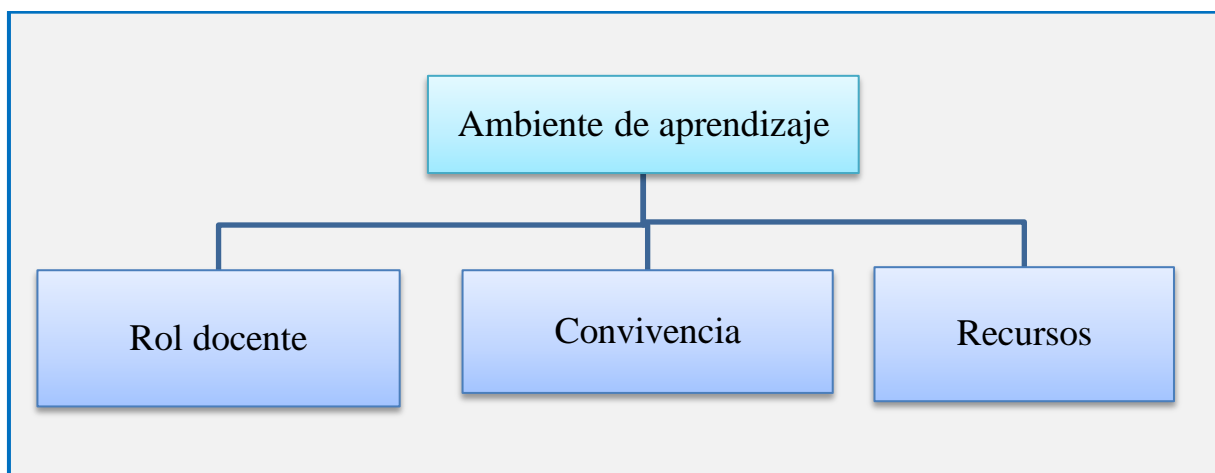 Ambiente de aprendizaje
Rol docente
Convivencia
Recursos